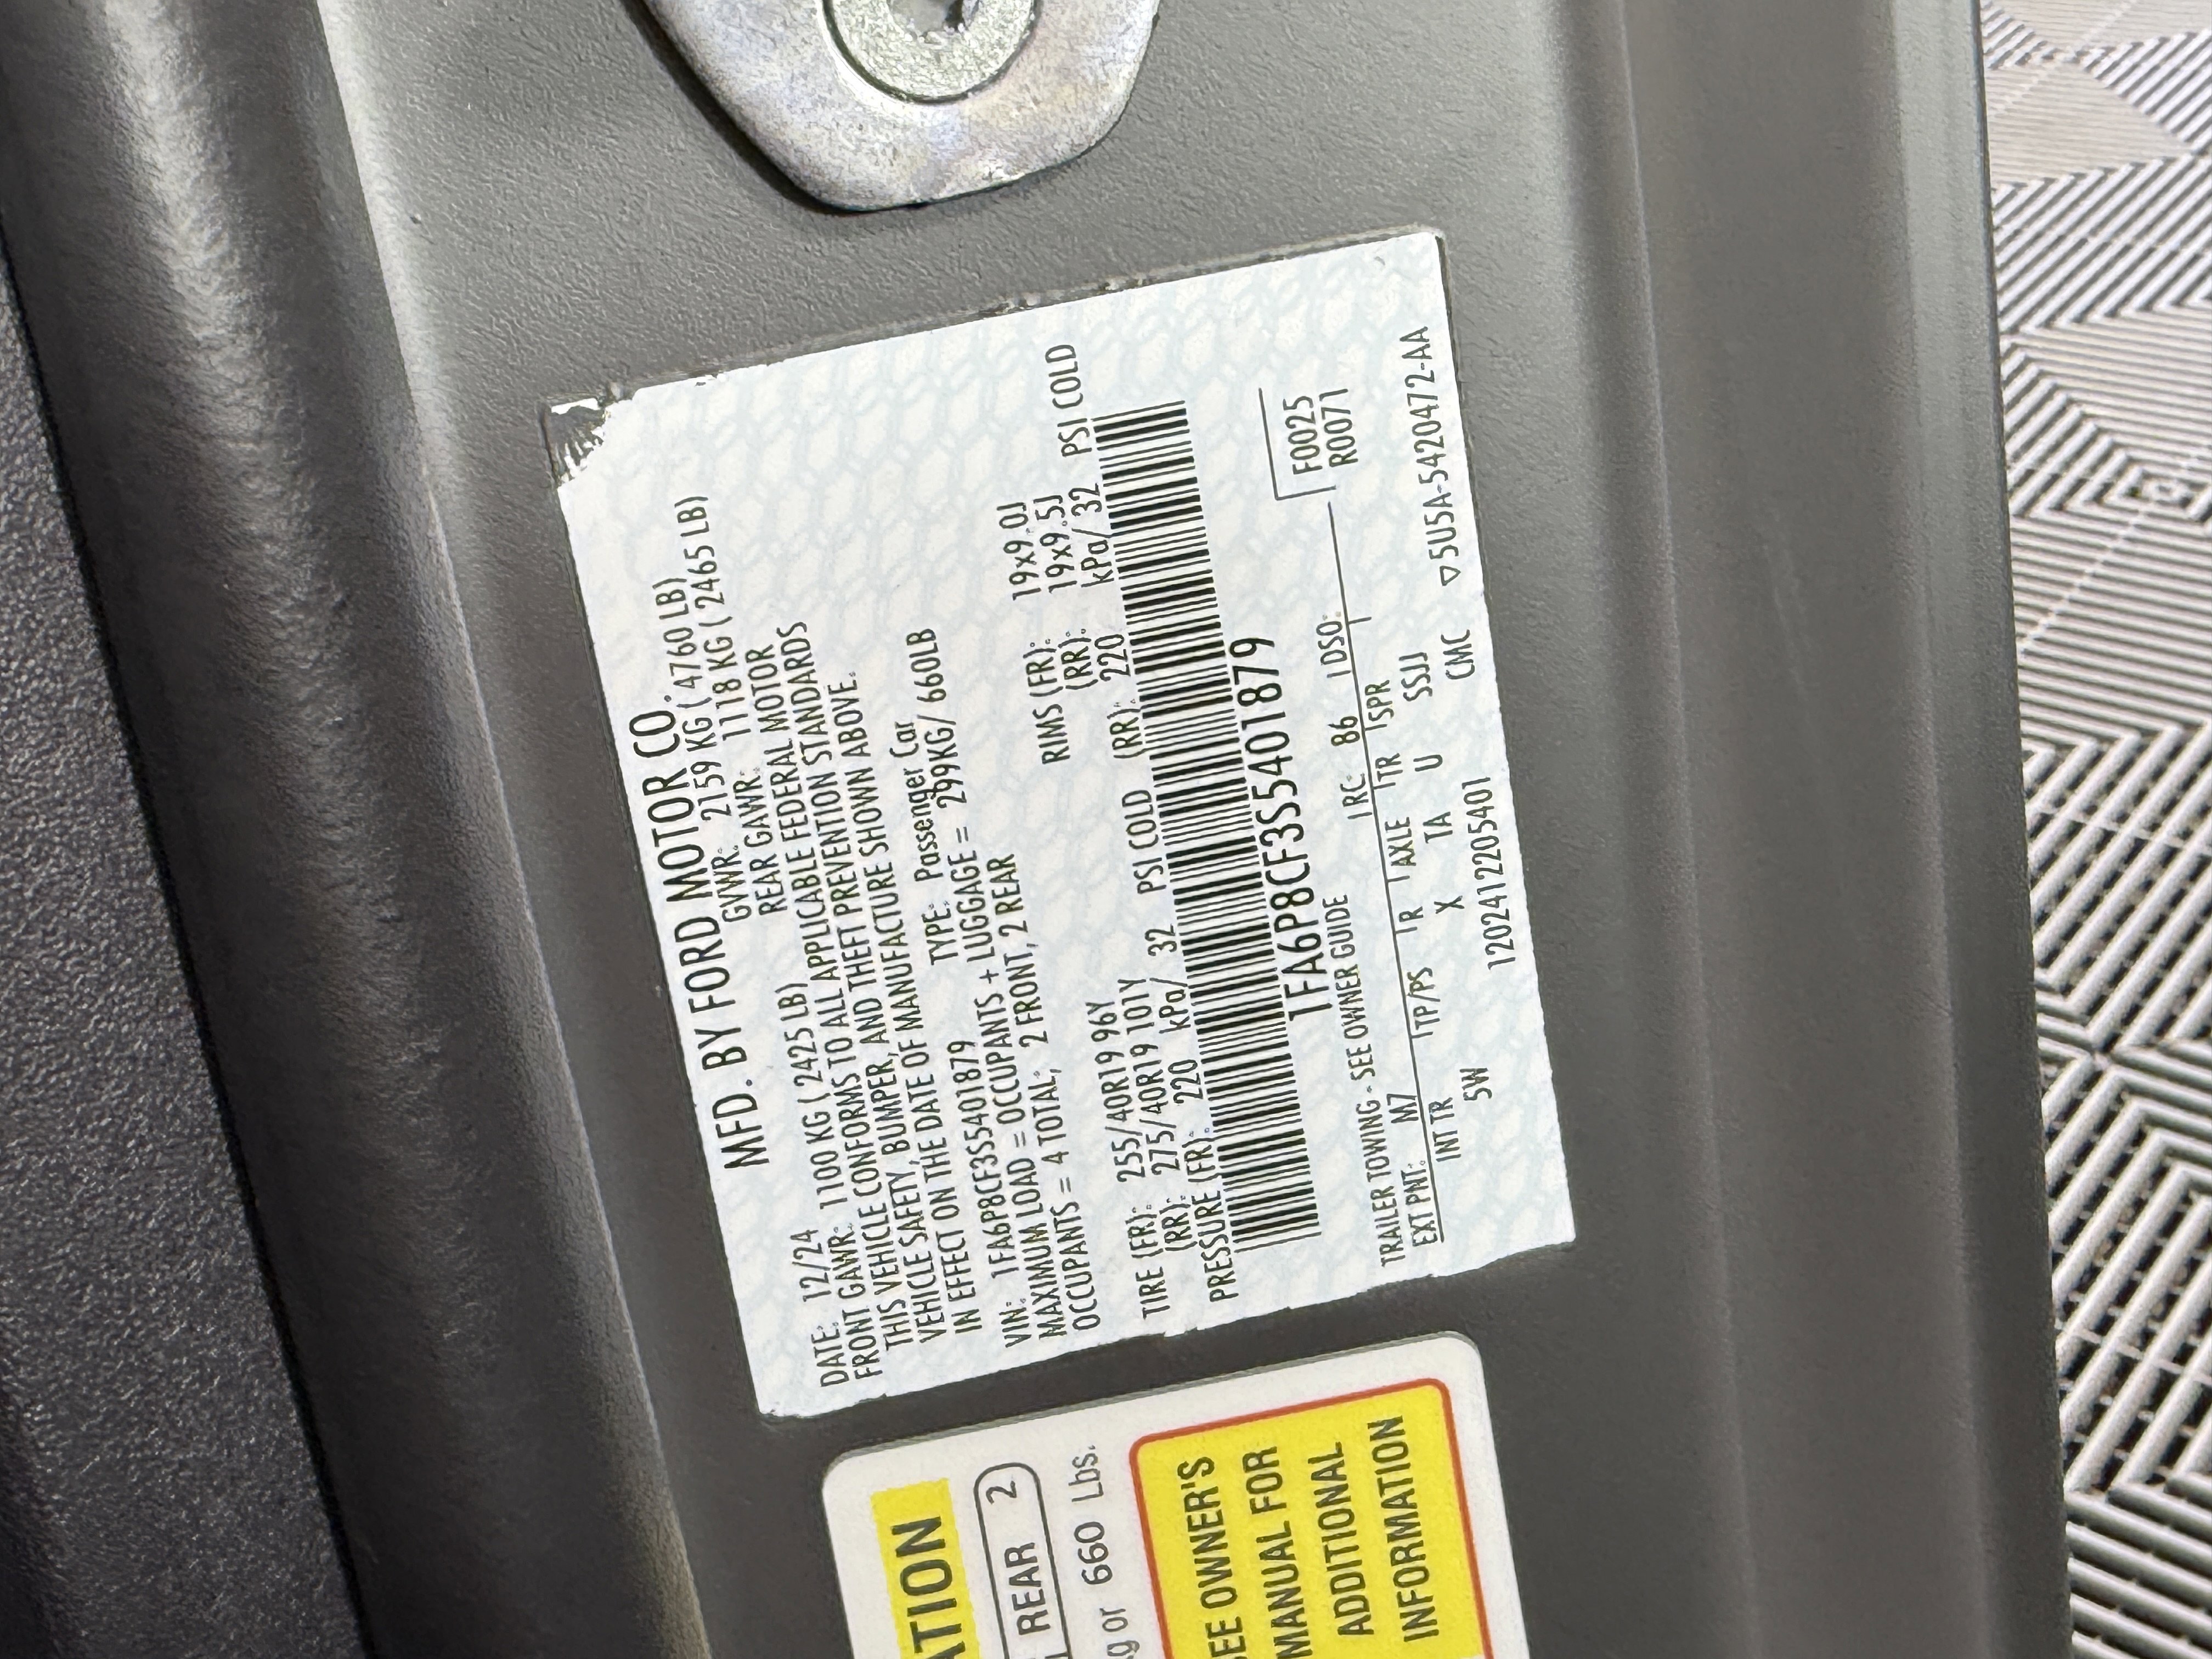 MFD. BY FORD MOTOR CO.
DATE: 12/24 GVWR: 2159 KG ( 4760 LB)
FRONT GAWR: 1100 KG ( 2425 LB) REAR GAWR: 1118 KG ( 2465 LB)
THIS VEHICLE CONFORMS TO ALL APPLICABLE FEDERAL MOTOR
VEHICLE SAFETY, BUMPER, AND THEFT PREVENTION STANDARDS
IN EFFECT ON THE DATE OF MANUFACTURE SHOWN ABOVE.
VIN: 1FA6P8CF3S5401879 TYPE: Passenger Car
MAXIMUM LOAD = OCCUPANTS + LUGGAGE = 299KG/ 660LB
OCCUPANTS = 4 TOTAL, 2 FRONT, 2 REAR
TIRE (FR): 255/40R19 96Y RIMS (FR): 19x9.0J
(RR): 275/40R19 101Y (RR): 19x9.5J
PRESSURE (FR): 220 kPa/ 32 PSI COLD (RR): 220 kPa/ 32 PSI COLD
1FA6P8CF3S5401879
F0025
R0071
TRAILER TOWING - SEE OWNER GUIDE
EXT PNT: M7 RC: 86 DSO:
INT TR TP/PS R AXLE TR SPR
5W X TA U SSJJ
120241220 5401 CMC ▽5U5A-5420472-AA
ATION
REAR 2
kg or 660 Lbs.
SEE OWNER'S
MANUAL FOR
ADDITIONAL
INFORMATION